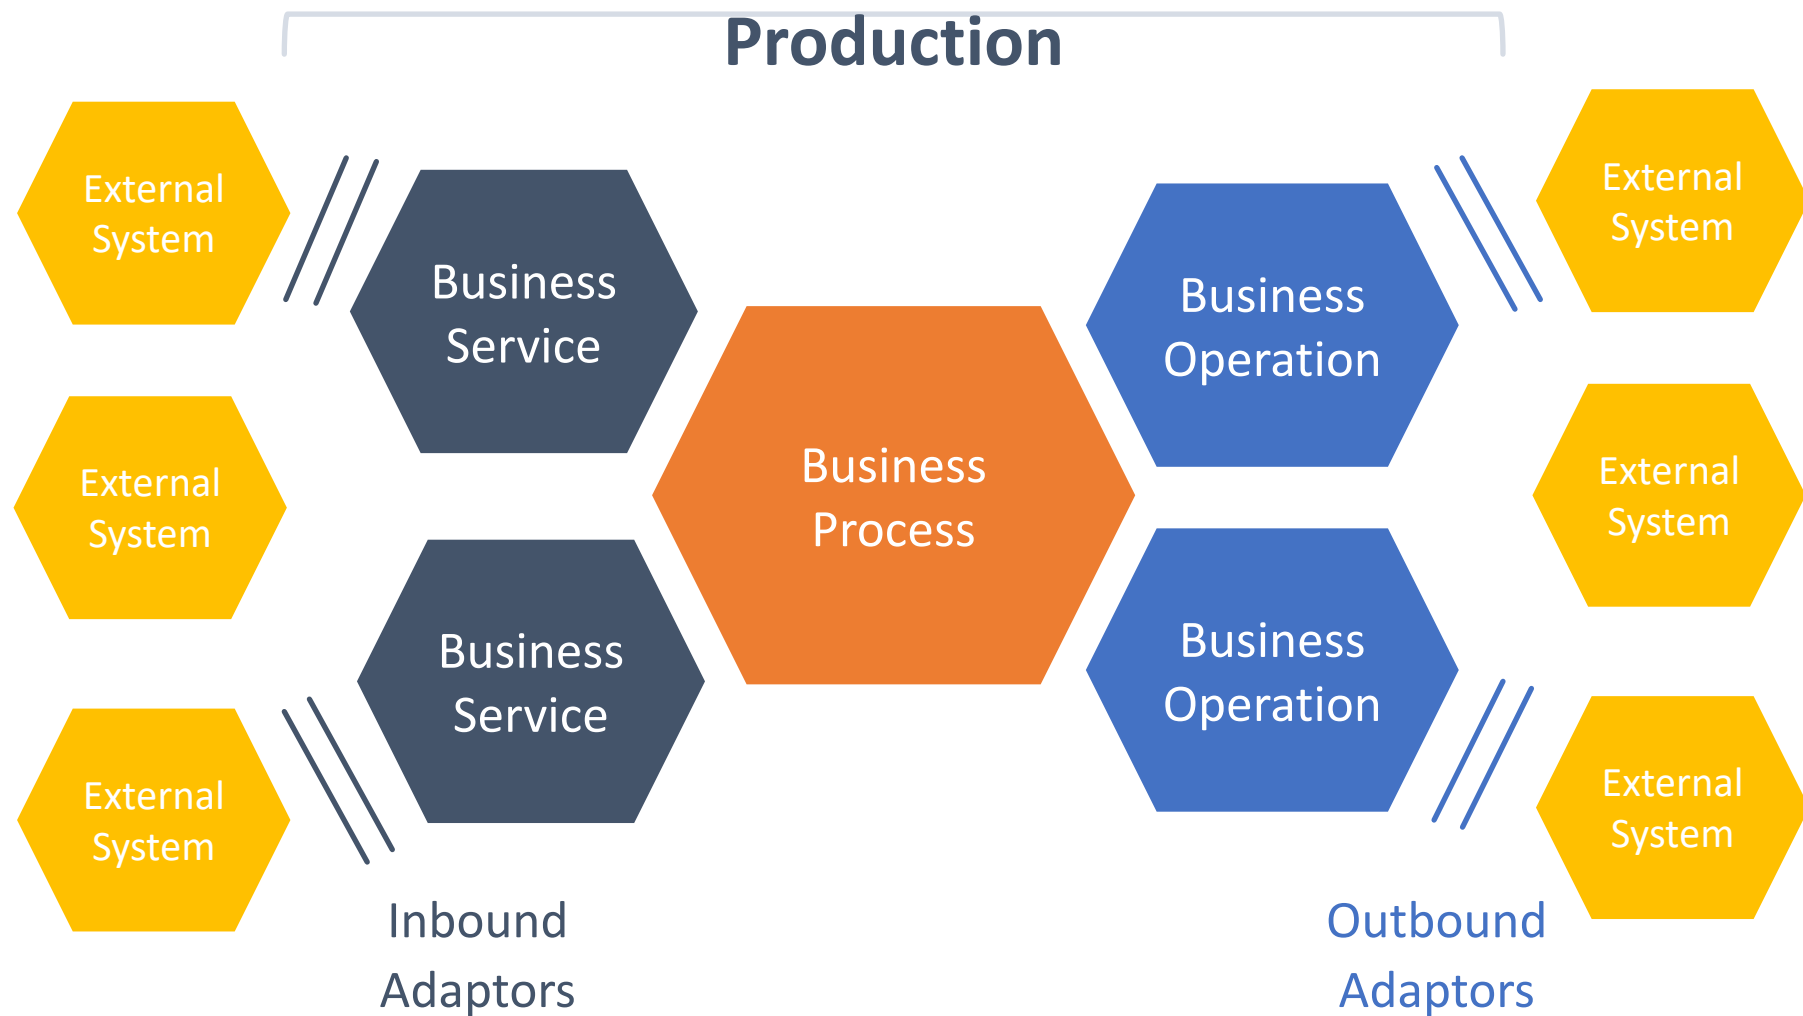 Production
External
System
External
System
External
System
Business
Service
Business
Service
Inbound
Adaptors
Business
Process
Business
Operation
Business
Operation
Outbound
Adaptors
External
System
External
System
External
System